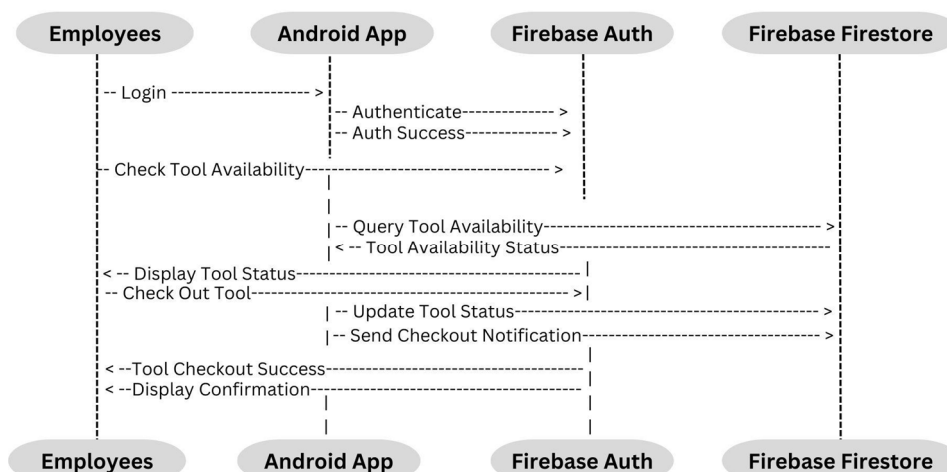 Employees Android App Firebase Auth Firebase Firestore
-- Login --------------------- >
-- Authenticate---------------- >
-- Auth Success-------------- >
-- Check Tool Availability--------------------------------------- >
-- Query Tool Availability------------------------------------------- >
< -- Tool Availability Status-----------------------------------------
< -- Display Tool Status-------------------------------------------
-- Check Out Tool------------------------------------------------- >
-- Update Tool Status----------------------------------------------- >
-- Send Checkout Notification------------------------------------- >
< --Tool Checkout Success---------------------------------------
< --Display Confirmation-----------------------------------------
Employees Android App Firebase Auth Firebase Firestore